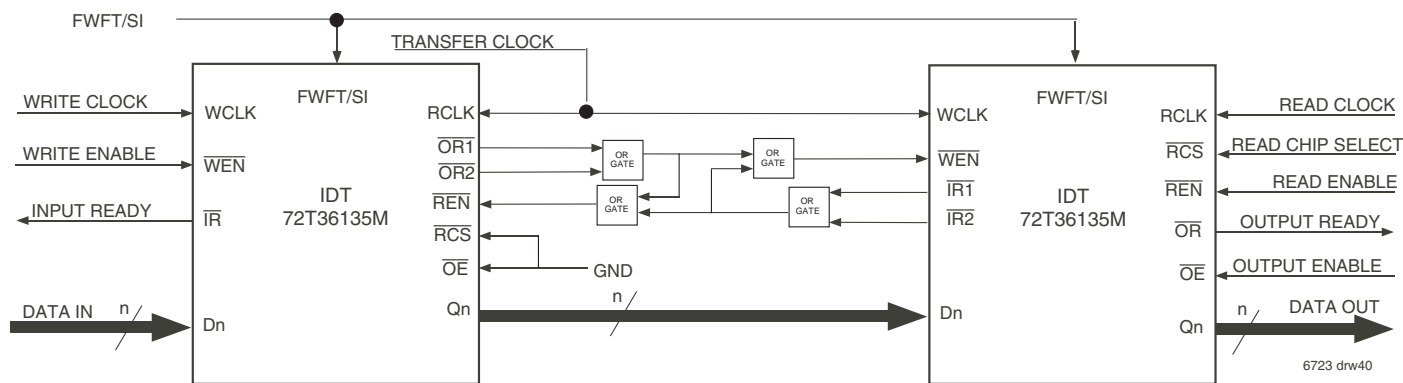 FWFT/SI
TRANSFER CLOCK
WRITE CLOCK
WRITE ENABLE
INPUT READY
DATA IN
n
FWFT/SI
WCLK
WEN
IR
Dn
IDT
72T36135M
RCLK
OR1
OR2
REN
RCS
OE
Qn
OR
GATE
OR
GATE
OR
GATE
OR
GATE
GND
n
FWFT/SI
WCLK
WEN
IR1
IR2
Dn
IDT
72T36135M
RCLK
RCS
REN
OR
OE
Qn
READ CLOCK
READ CHIP SELECT
READ ENABLE
OUTPUT READY
OUTPUT ENABLE
n
DATA OUT
6723 drw40